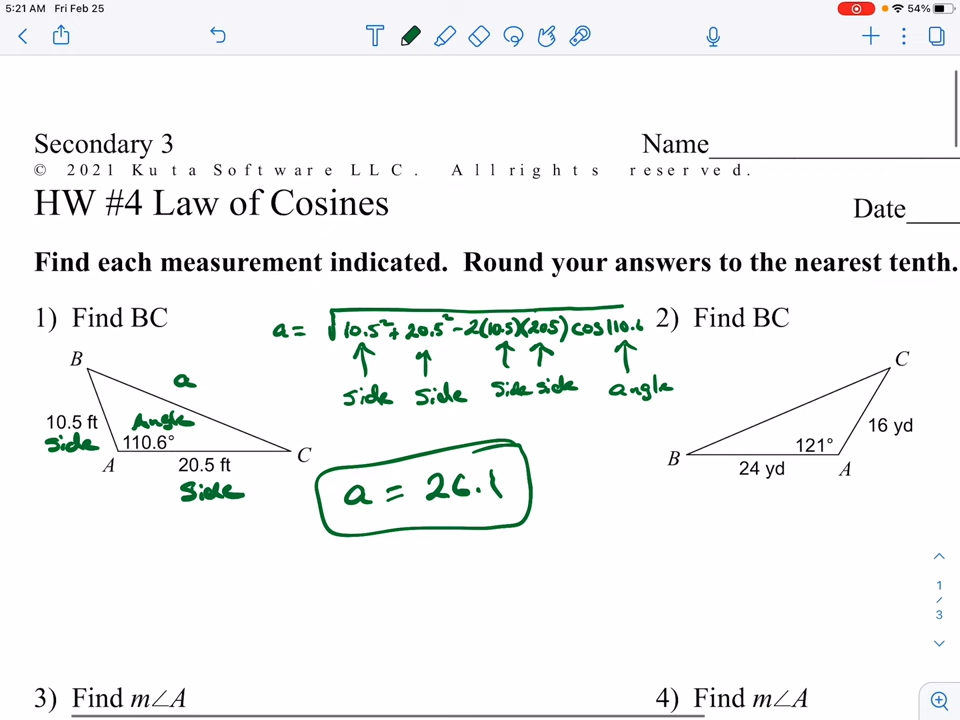 5:21 AM Fri Feb 25
54%
T
Secondary 3
Name
© 2021 Kuta Software LLC. All rights reserved.
HW #4 Law of Cosines
Date
Find each measurement indicated. Round your answers to the nearest tenth.
1) Find BC
a = √10.5²+ 20.5² - 2(10.5)(20.5) cos 110.6
side side side side angle
B
a
10.5 ft
Side
Angle
110.6°
A
C
20.5 ft
Side
a = 26.1
2) Find BC
C
16 yd
121°
B
24 yd
A
1
/
3
3) Find m∠A
4) Find m∠A